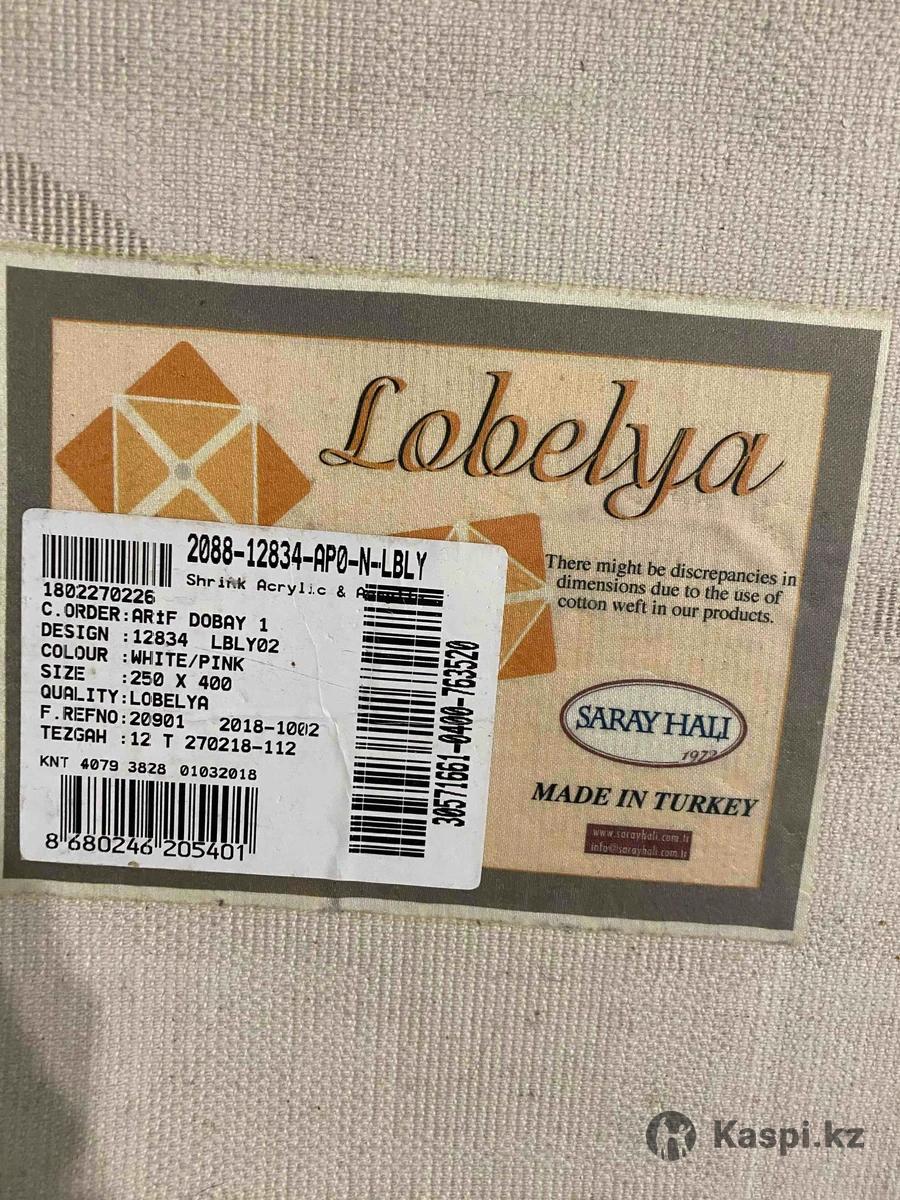 Lobelya
There might be discrepancies in
dimensions due to the use of
cotton weft in our products.
SARAY HALI
1972
MADE IN TURKEY
www.sarayhali.com.tr
info@sarayhali.com.tr
2088-12834-AP0-N-LBLY
Shrink Acrylic &
1802270226
C.ORDER:ARİF DOBAY 1
DESIGN :12834 LBLY02
COLOUR :WHITE/PINK
SIZE :250 X 400
QUALITY:LOBELYA
F.REFNO:20901 2018-1002
TEZGAH :12 T 270218-112
KNT 4079 3828 01032018
8 680246 205401
30571661-0400-763520
Kaspi.kz